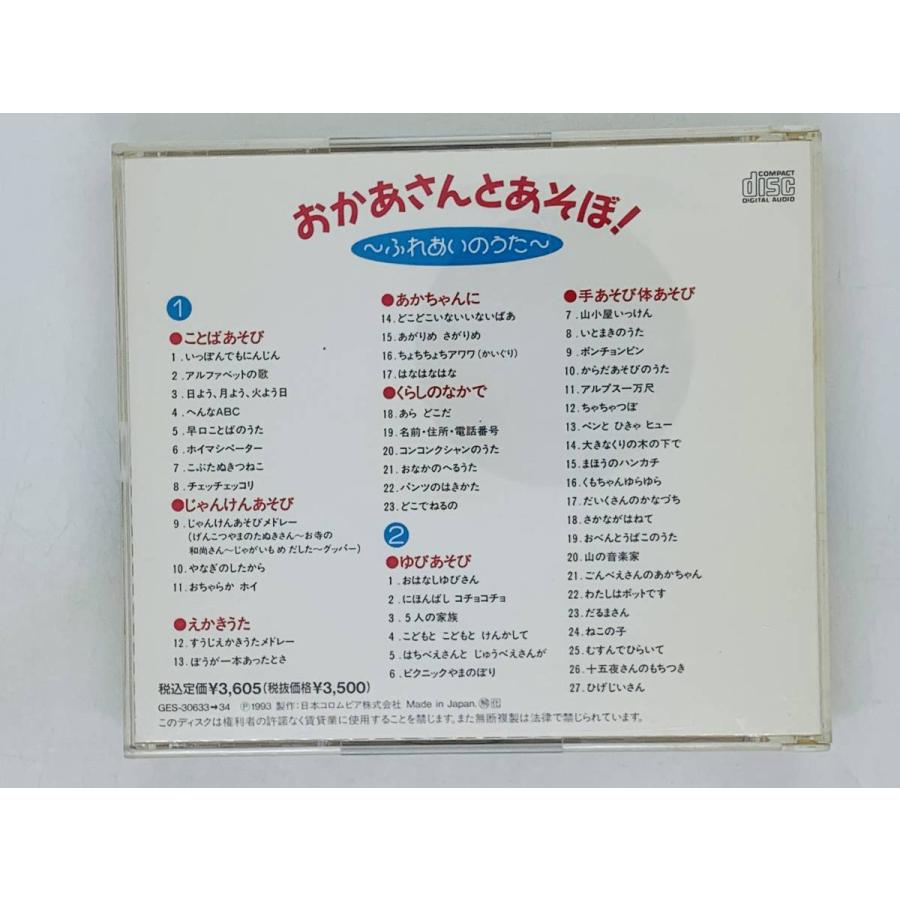 おかあさんとあそぼ!
〜ふれあいのうた〜
COMPACT
disc
DIGITAL AUDIO
1
●ことばあそび
1.いっぽんでもにんじん
2.アルファベットの歌
3.日よう、月よう、火よう日
4.へんなABC
5.早口ことばのうた
6.ホイマシペーター
7.こぶたぬきつねこ
8.チェッチェッコリ
●じゃんけんあそび
9.じゃんけんあそびメドレー
(げんこつやまのたぬきさん〜お寺の
和尚さん〜じゃがいもめだした〜グッパー)
10.やなぎのしたから
11.おちゃらか ホイ
●えかきうた
12.すうじえかきうたメドレー
13.ぼうが一本あったとさ
●あかちゃんに
14.どこどこいないいないばあ
15.あがりめ さがりめ
16.ちょちちょちアワワ(かいぐり)
17.はなはなはな
●くらしのなかで
18.あら どこだ
19.名前・住所・電話番号
20.コンコンクシャンのうた
21.おなかのへるうた
22.パンツのはきかた
23.どこでねるの
2
●ゆびあそび
1.おはなしゆびさん
2.にほんばし コチョコチョ
3.5人の家族
4.こどもと こどもと けんかして
5.はちべえさんと じゅうべえさんが
6.ピクニックやまのぼり
●手あそび体あそび
7.山小屋いっけん
8.いとまきのうた
9.ポンチョンピン
10.からだあそびのうた
11.アルプス一万尺
12.ちゃちゃつぼ
13.ペンと ひきゃ ヒュー
14.大きなくりの木の下で
15.まほうのハンカチ
16.くもちゃんゆらゆら
17.だいくさんのかなづち
18.さかながはねて
19.おべんとうばこのうた
20.山の音楽家
21.ごんべえさんのあかちゃん
22.わたしはポットです
23.だるまさん
24.ねこの子
25.むすんでひらいて
26.十五夜さんのもちつき
27.ひげじいさん
税込定価¥3,605(税抜価格¥3,500)
GES-30633→34 Ⓟ1993 製作:日本コロムビア株式会社 Made in Japan.
このディスクは権利者の許諾なく賃貸業に使用することを禁じます。また無断複製は法律で禁じられています。